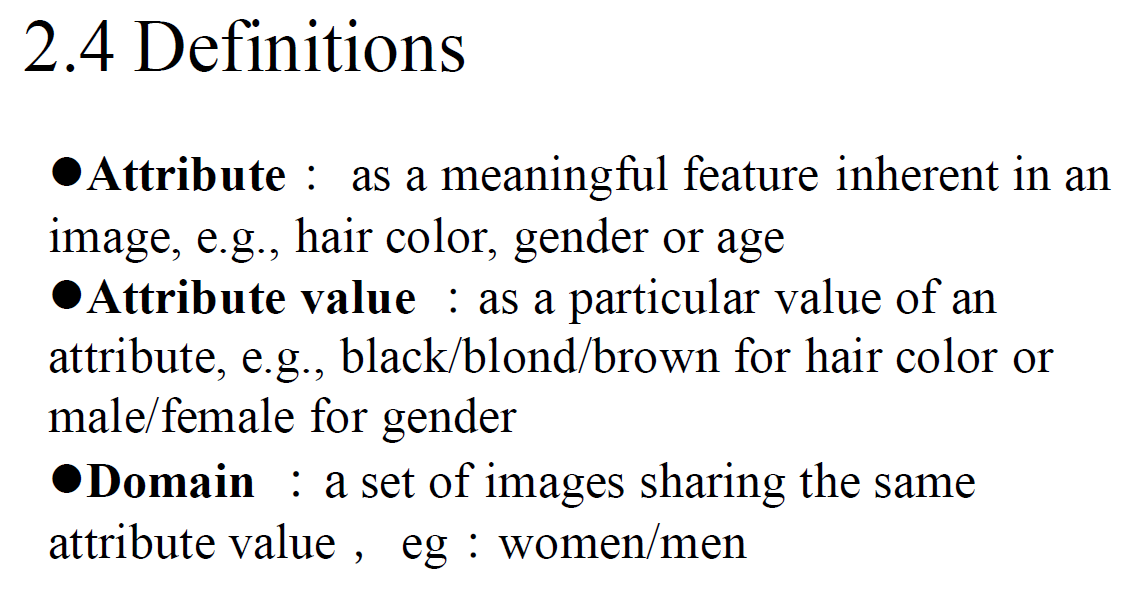 2.4 Definitions
●Attribute： as a meaningful feature inherent in an
image, e.g., hair color, gender or age
●Attribute value ：as a particular value of an
attribute, e.g., black/blond/brown for hair color or
male/female for gender
●Domain ：a set of images sharing the same
attribute value， eg：women/men